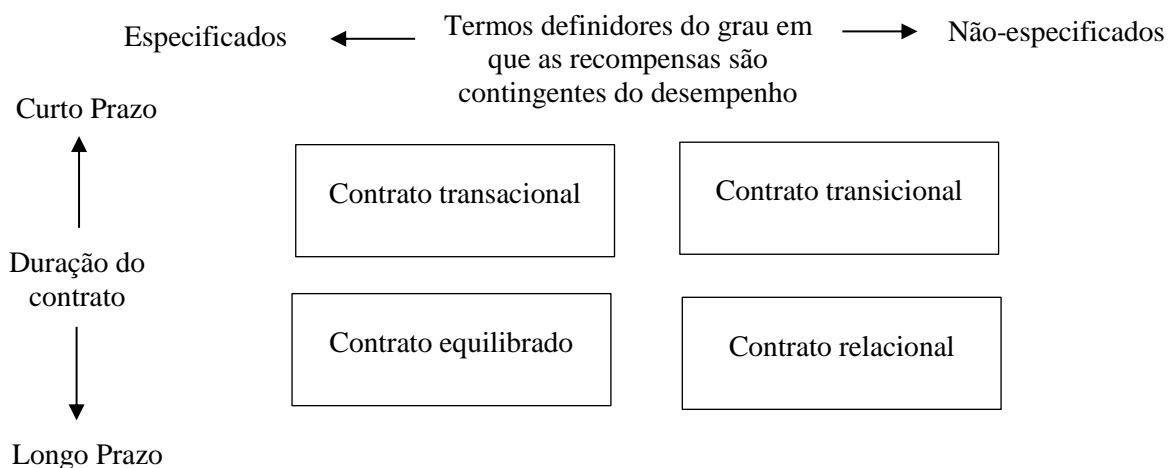 Especificados
Termos definidores do grau em
que as recompensas são
contingentes do desempenho
Não-especificados
Curto Prazo
Contrato transacional
Contrato transicional
Duração do
contrato
Contrato equilibrado
Contrato relacional
Longo Prazo